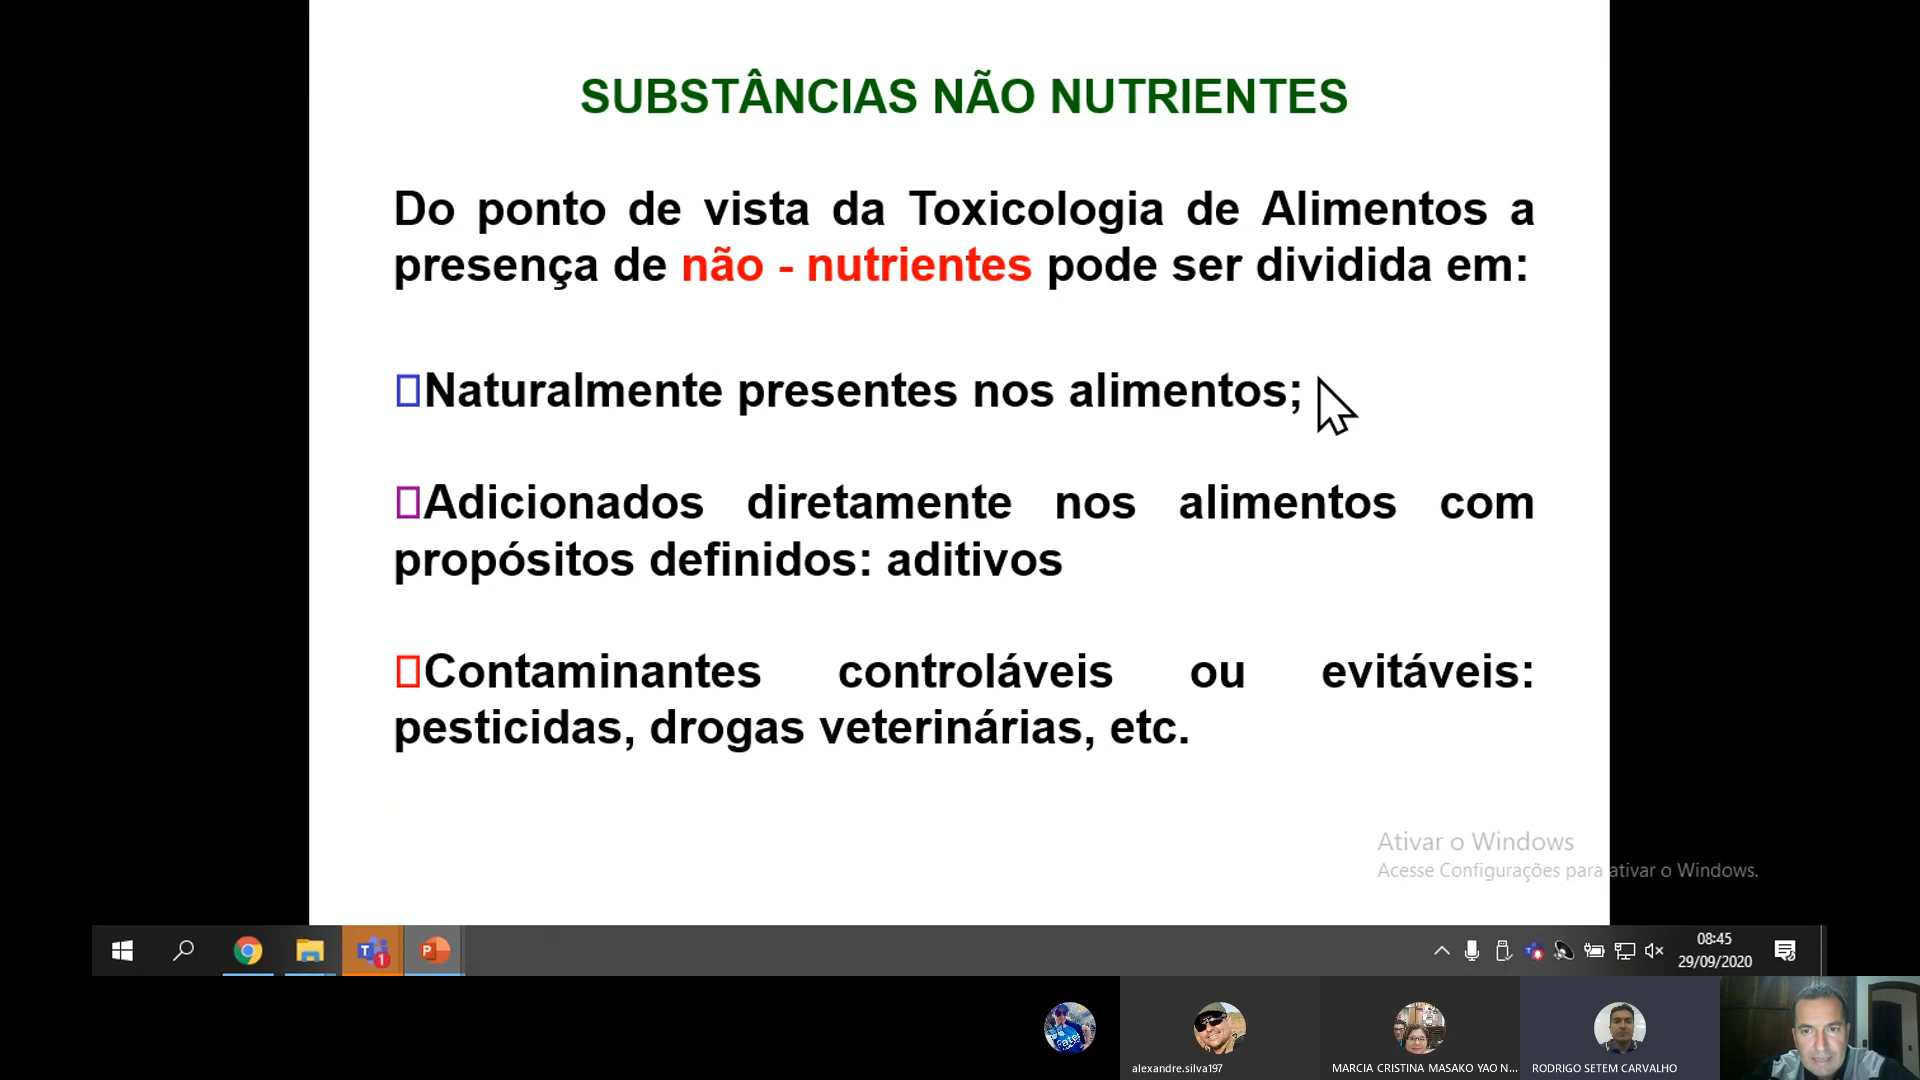 SUBSTÂNCIAS NÃO NUTRIENTES
Do ponto de vista da Toxicologia de Alimentos a
presença de não - nutrientes pode ser dividida em:
Naturalmente presentes nos alimentos;
Adicionados diretamente nos alimentos com
propósitos definidos: aditivos
Contaminantes controláveis ou evitáveis:
pesticidas, drogas veterinárias, etc.
Ativar o Windows
Acesse Configurações para ativar o Windows.
08:45
29/09/2020
alexandre.silva197
MARCIA CRISTINA MASAKO YAO N...
RODRIGO SETEM CARVALHO